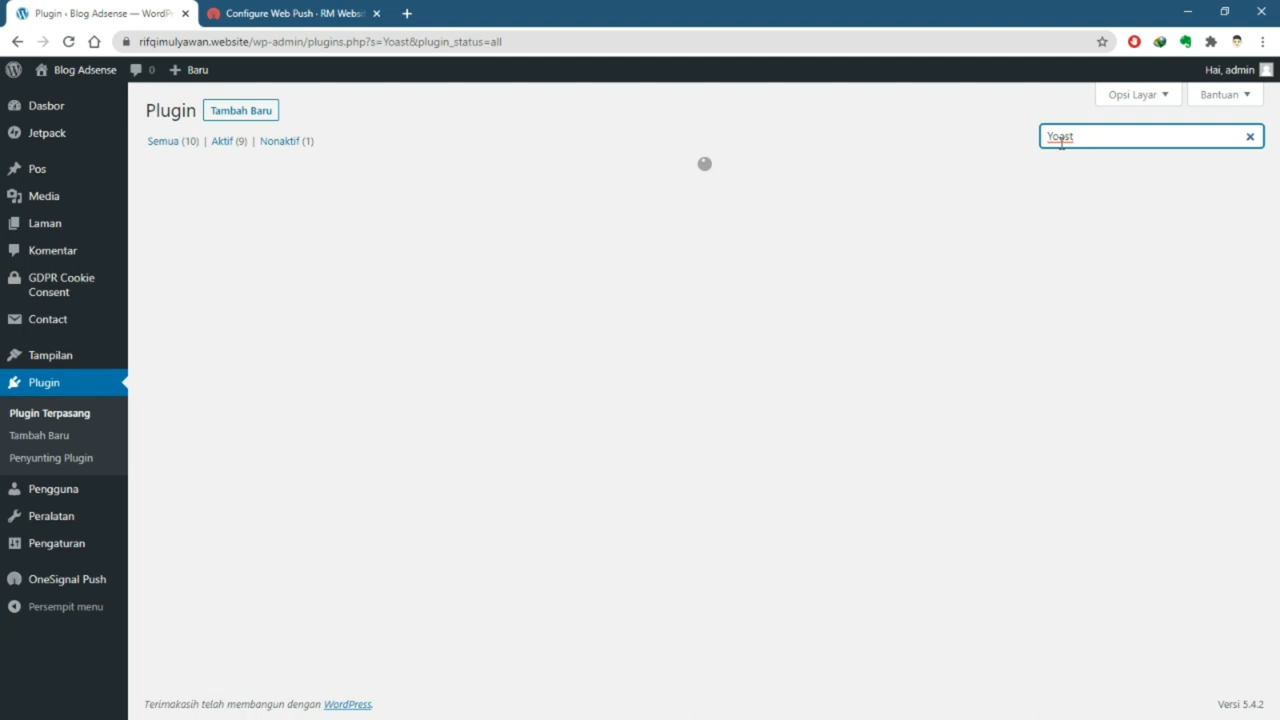 Plugin ‹ Blog Adsense — WordPr
Configure Web Push · RM Websit
rifqimulyawan.website/wp-admin/plugins.php?s=Yoast&plugin_status=all
Blog Adsense
0
Baru
Hai, admin
Dasbor
Jetpack
Pos
Media
Laman
Komentar
GDPR Cookie
Consent
Contact
Tampilan
Plugin
Plugin Terpasang
Tambah Baru
Penyunting Plugin
Pengguna
Peralatan
Pengaturan
OneSignal Push
Persempit menu
Opsi Layar
Bantuan
Plugin
Tambah Baru
Semua (10) | Aktif (9) | Nonaktif (1)
Yoast
Terimakasih telah membangun dengan WordPress.
Versi 5.4.2